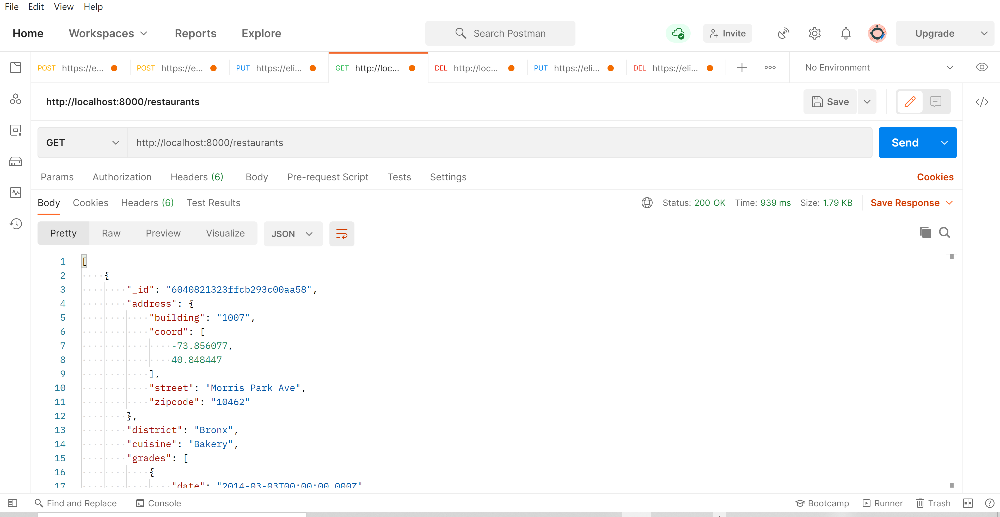 File Edit View Help
Home Workspaces Reports Explore Search Postman Invite Upgrade
POST https://e... POST https://e... PUT https://eli... GET http://loc... DEL http://loc... PUT https://eli... DEL https://eli... No Environment
http://localhost:8000/restaurants Save
GET http://localhost:8000/restaurants Send
Params Authorization Headers (6) Body Pre-request Script Tests Settings Cookies
Body Cookies Headers (6) Test Results Status: 200 OK Time: 939 ms Size: 1.79 KB Save Response
Pretty Raw Preview Visualize JSON
1 [
2 {
3 "_id": "6040821323ffcb293c00aa58",
4 "address": {
5 "building": "1007",
6 "coord": [
7 -73.856077,
8 40.848447
9 ],
10 "street": "Morris Park Ave",
11 "zipcode": "10462"
12 },
13 "district": "Bronx",
14 "cuisine": "Bakery",
15 "grades": [
16 {
17 "date": "2014-03-03T00:00:00.000Z"
Find and Replace Console Bootcamp Runner Trash